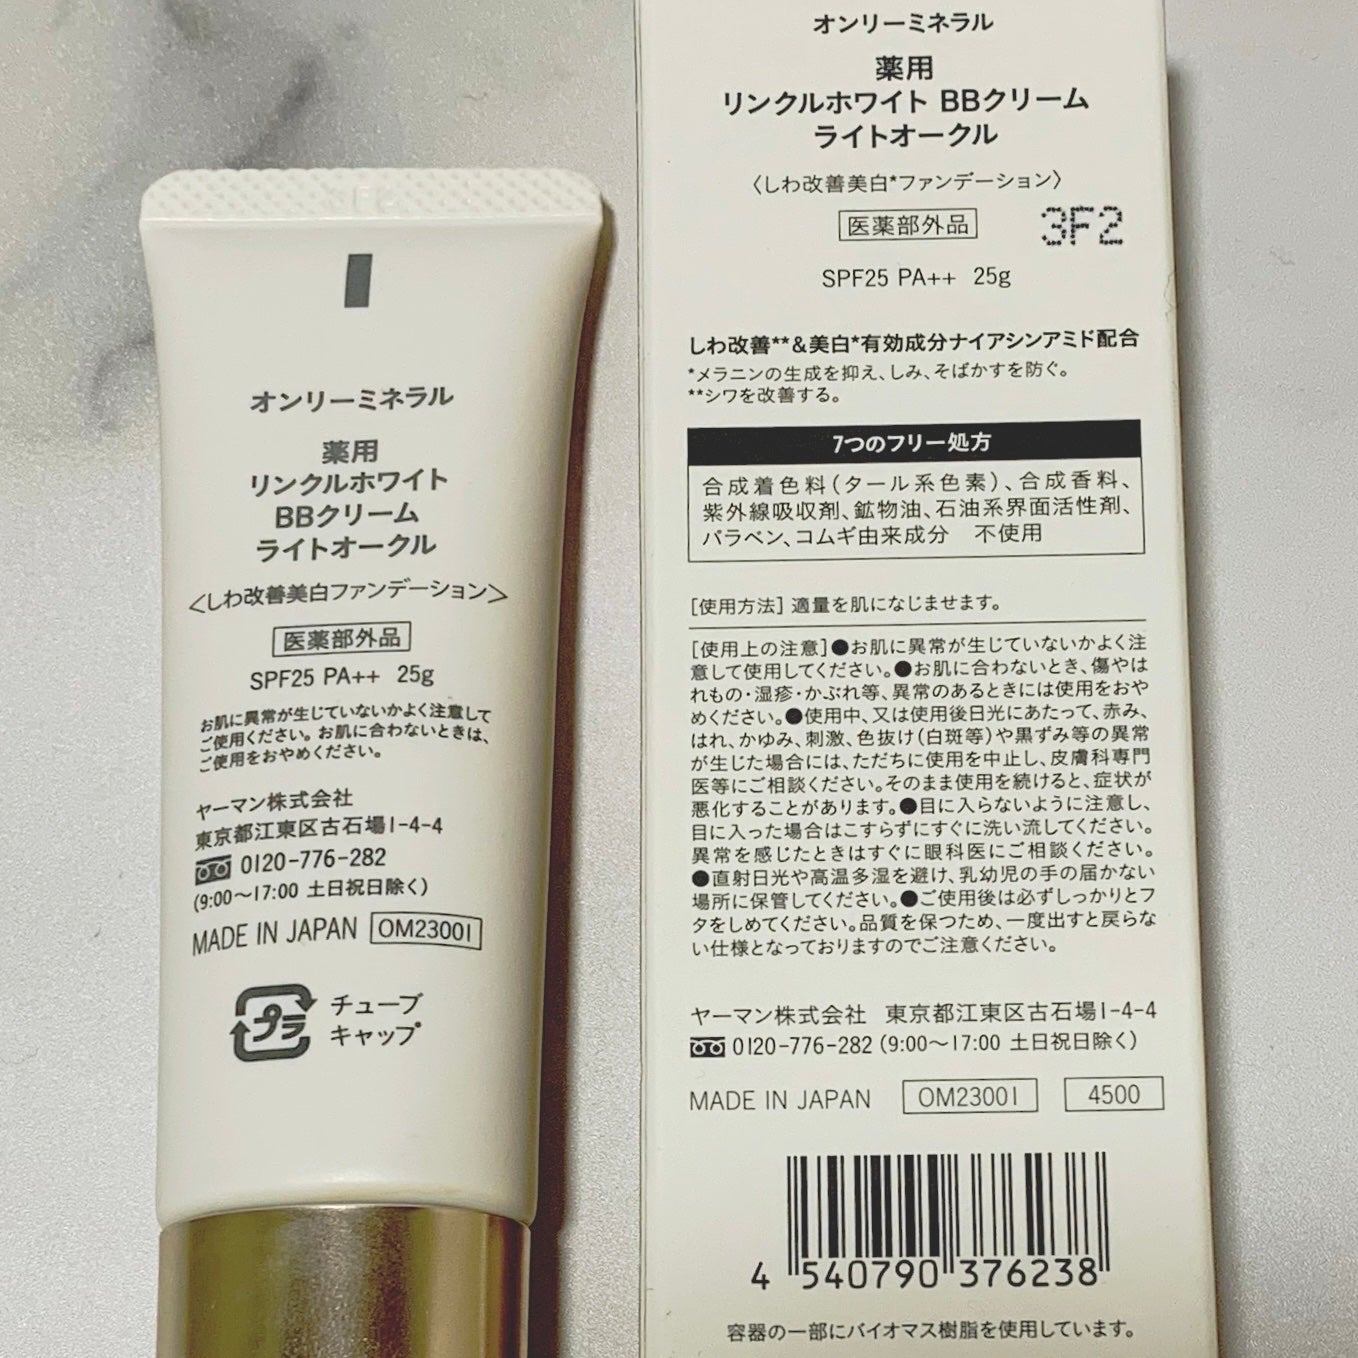 オンリーミネラル
薬用
リンクルホワイト
BBクリーム
ライトオークル
〈しわ改善美白ファンデーション〉
医薬部外品
SPF25 PA++ 25g
お肌に異常が生じていないかよく注意して
ご使用ください。お肌に合わないときは、
ご使用をおやめください。
ヤーマン株式会社
東京都江東区古石場1-4-4
0120-776-282
(9:00〜17:00 土日祝日除く)
MADE IN JAPAN OM23001
プラ
チューブ
キャップ
オンリーミネラル
薬用
リンクルホワイト BBクリーム
ライトオークル
〈しわ改善美白*ファンデーション〉
医薬部外品 3F2
SPF25 PA++ 25g
しわ改善**&美白*有効成分ナイアシンアミド配合
*メラニンの生成を抑え、しみ、そばかすを防ぐ。
**シワを改善する。
7つのフリー処方
合成着色料(タール系色素)、合成香料、
紫外線吸収剤、鉱物油、石油系界面活性剤、
パラベン、コムギ由来成分 不使用
[使用方法] 適量を肌になじませます。
[使用上の注意]●お肌に異常が生じていないかよく注
意して使用してください。●お肌に合わないとき、傷やは
れもの・湿疹・かぶれ等、異常のあるときには使用をおや
めください。●使用中、又は使用後日光にあたって、赤み、
はれ、かゆみ、刺激、色抜け(白斑等)や黒ずみ等の異常
が生じた場合には、ただちに使用を中止し、皮膚科専門
医等にご相談ください。そのまま使用を続けると、症状が
悪化することがあります。●目に入らないように注意し、
目に入った場合はこすらずにすぐに洗い流してください。
異常を感じたときはすぐに眼科医にご相談ください。
●直射日光や高温多湿を避け、乳幼児の手の届かない
場所に保管してください。●ご使用後は必ずしっかりとフ
タをしめてください。品質を保つため、一度出すと戻らな
い仕様となっておりますのでご注意ください。
ヤーマン株式会社 東京都江東区古石場1-4-4
0120-776-282 (9:00〜17:00 土日祝日除く)
MADE IN JAPAN OM23001 4500
4 540790 376238
容器の一部にバイオマス樹脂を使用しています。